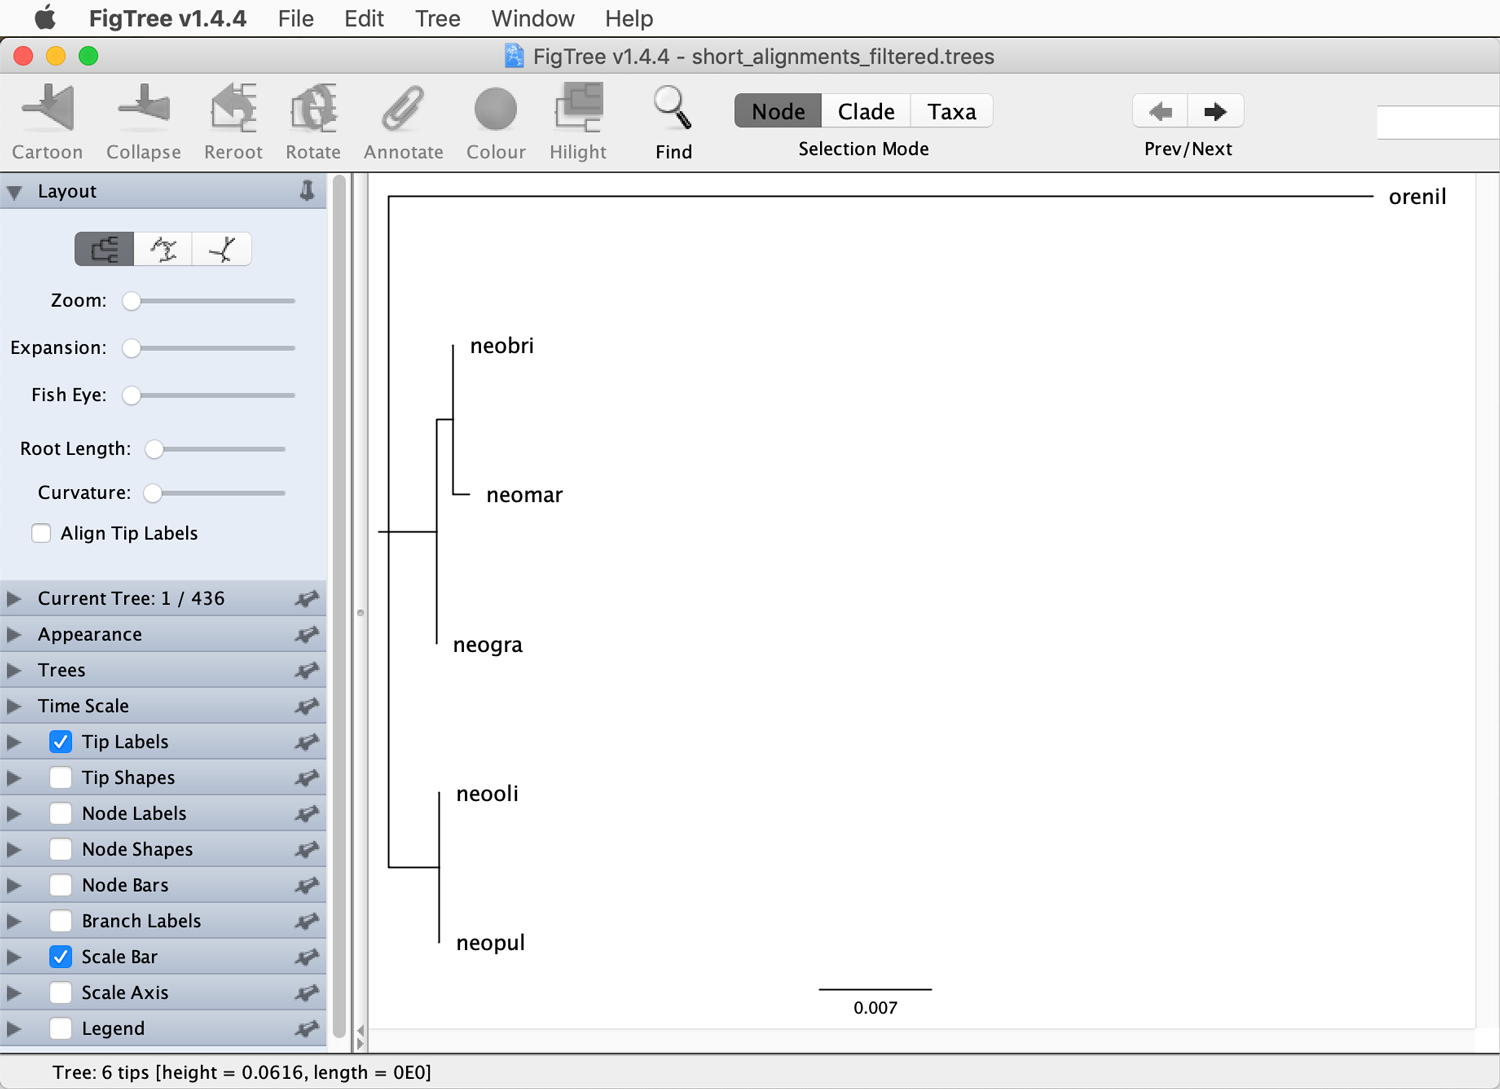 FigTree v1.4.4 File Edit Tree Window Help
FigTree v1.4.4 - short_alignments_filtered.trees
Cartoon Collapse Reroot Rotate Annotate Colour Hilight Find
Node Clade Taxa
Selection Mode
Prev/Next
Layout
Zoom:
Expansion:
Fish Eye:
Root Length:
Curvature:
Align Tip Labels
Current Tree: 1 / 436
Appearance
Trees
Time Scale
Tip Labels
Tip Shapes
Node Labels
Node Shapes
Node Bars
Branch Labels
Scale Bar
Scale Axis
Legend
orenil
neobri
neomar
neogra
neooli
neopul
0.007
Tree: 6 tips [height = 0.0616, length = 0E0]